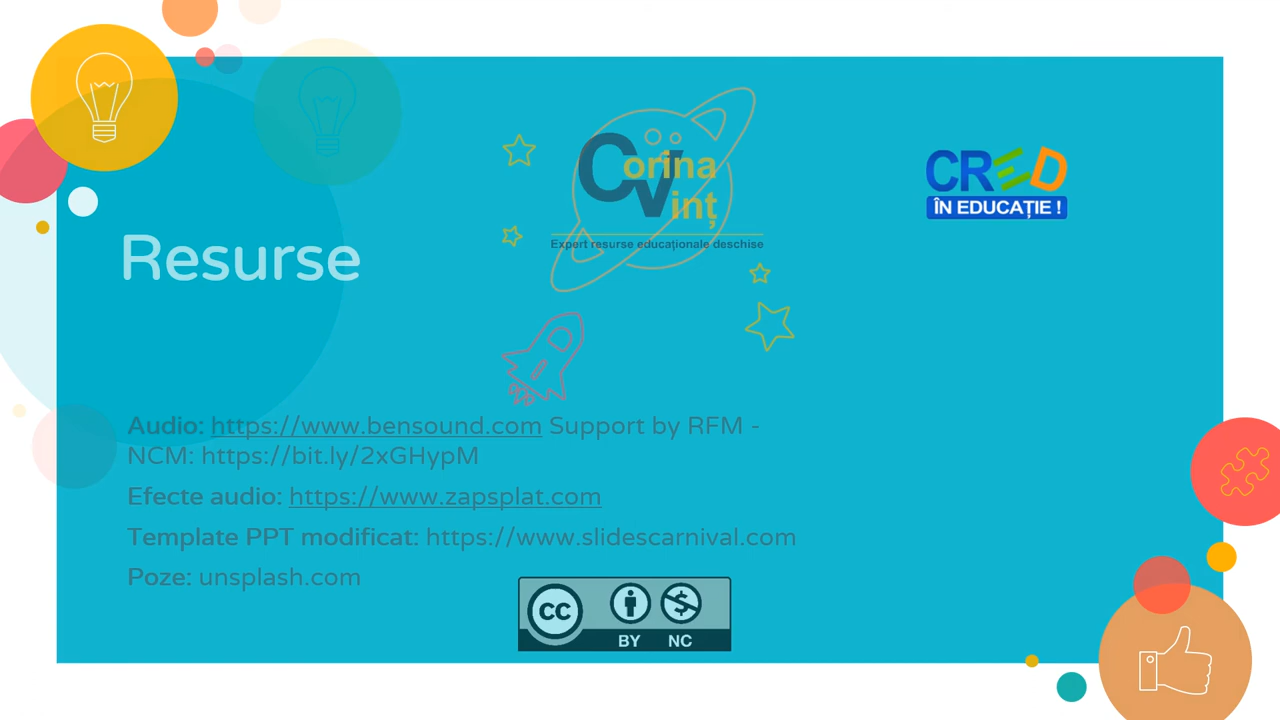 Corina
Vinț
Expert resurse educaționale deschise
CRED
ÎN EDUCAȚIE !
Resurse
Audio: https://www.bensound.com Support by RFM -
NCM: https://bit.ly/2xGHypM
Efecte audio: https://www.zapsplat.com
Template PPT modificat: https://www.slidescarnival.com
Poze: unsplash.com
CC
BY NC